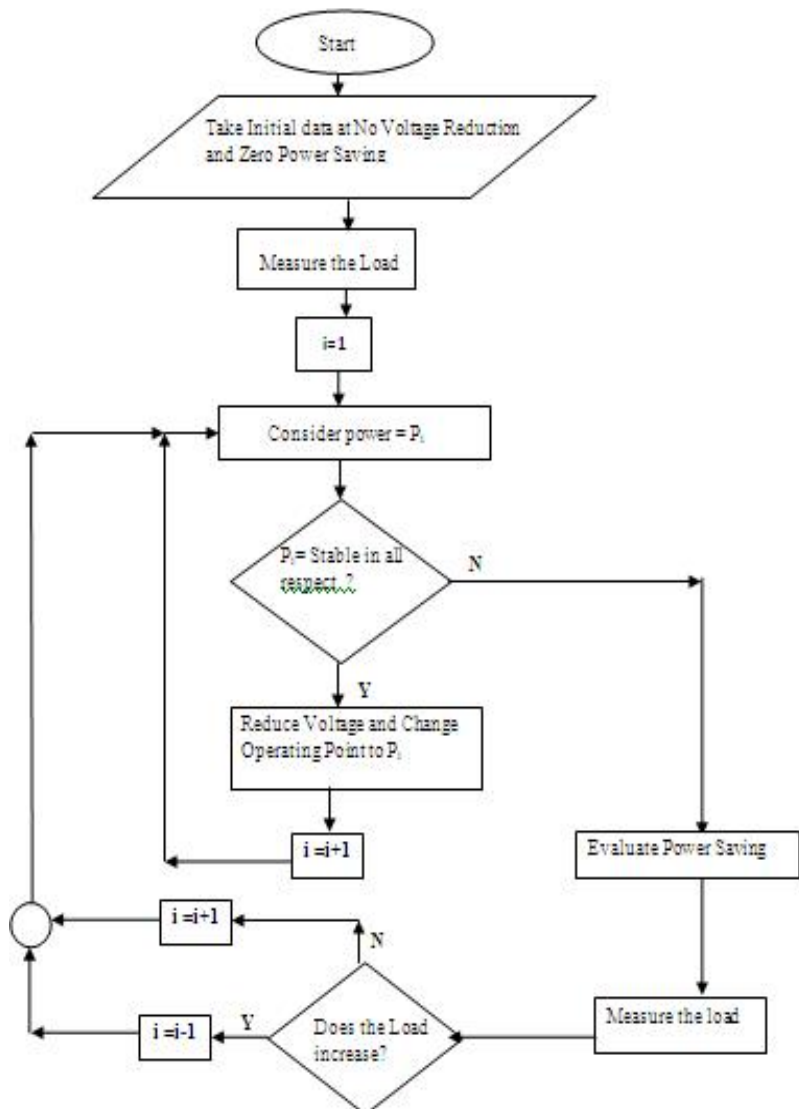 Start
Take Initial data at No Voltage Reduction
and Zero Power Saving
Measure the Load
i=1
Consider power = Pᵢ
Pᵢ= Stable in all
respect ?
N
Y
Reduce Voltage and Change
Operating Point to Pᵢ
i =i+1
Evaluate Power Saving
i =i+1
N
Measure the load
Does the Load
increase?
Y
i =i-1